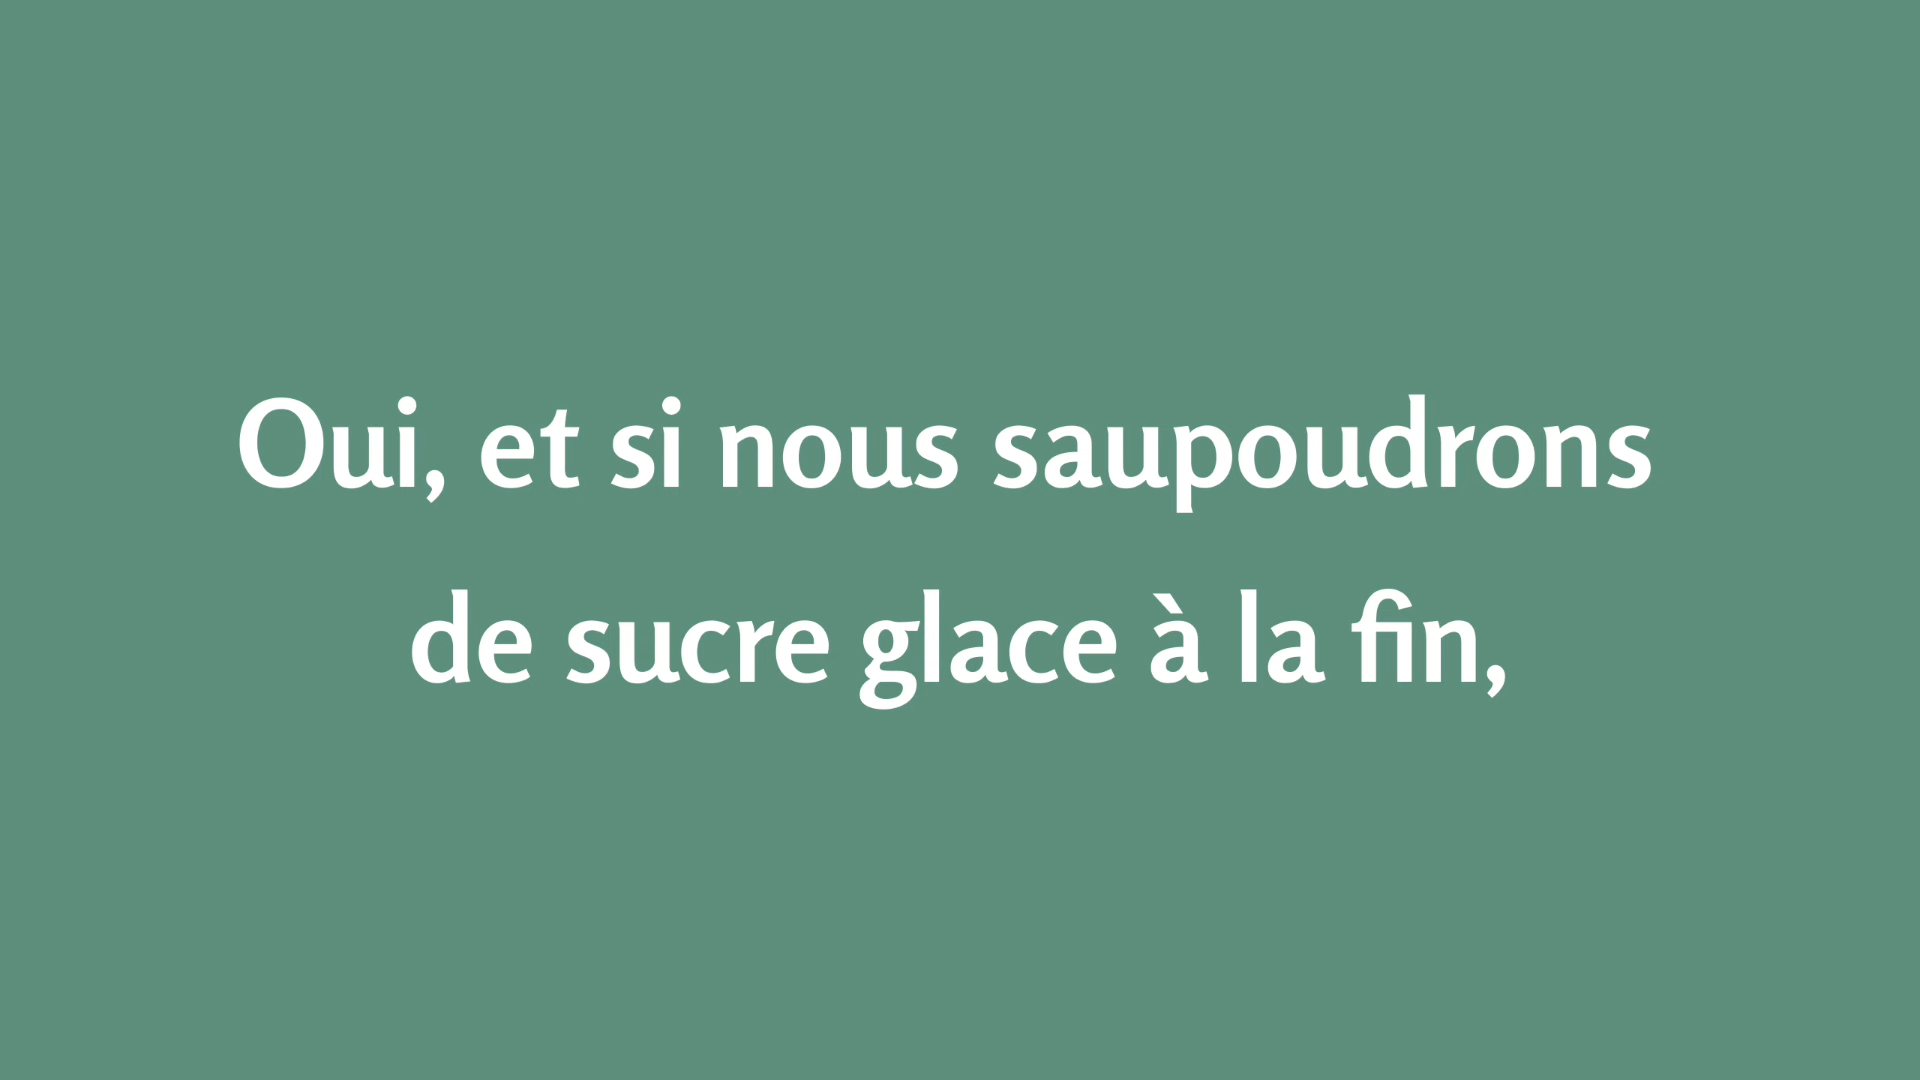 Oui, et si nous saupoudrons
de sucre glace à la fin,